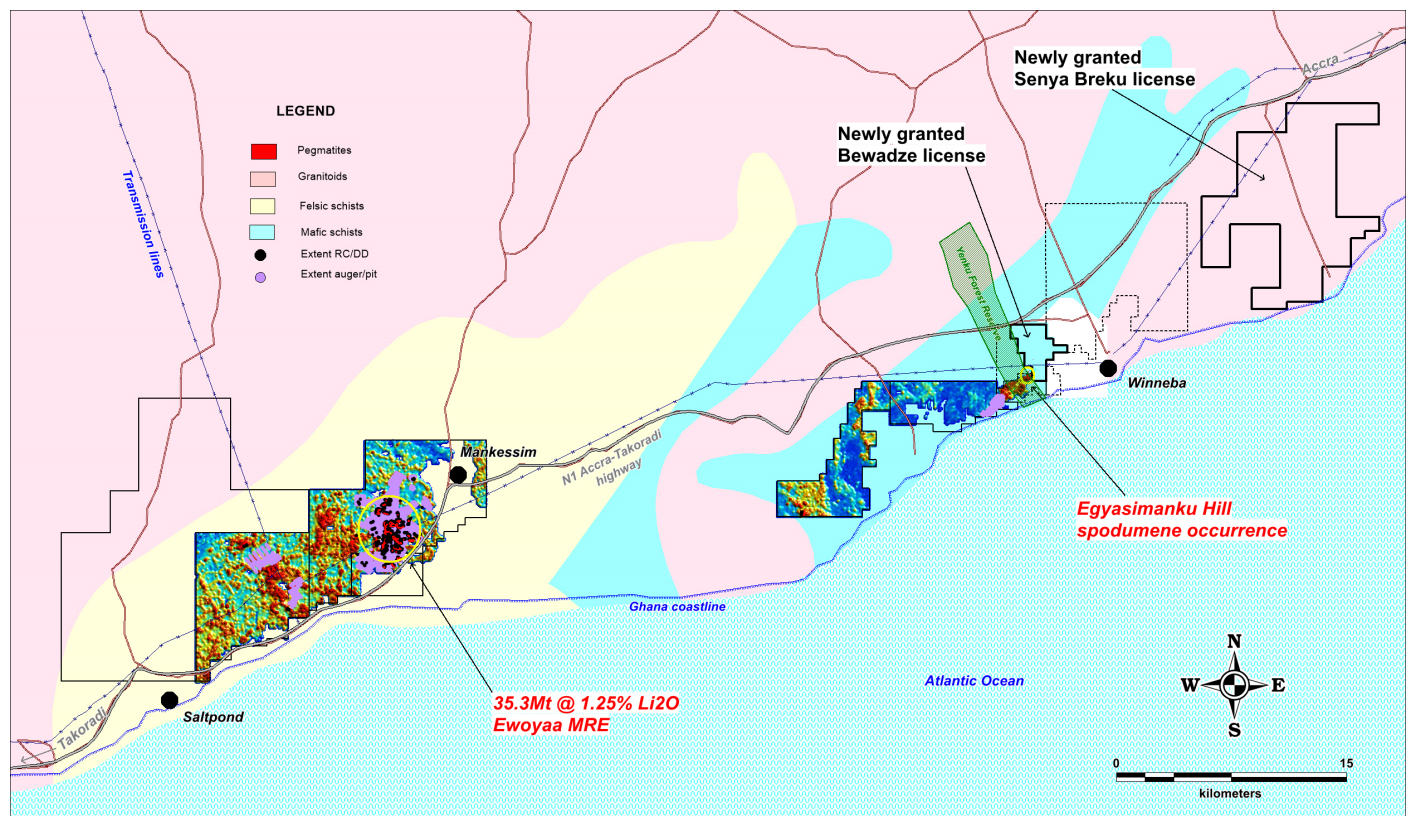 Newly granted
Senya Breku license
Accra
Newly granted
Bewadze license
LEGEND
Pegmatites
Granitoids
Felsic schists
Mafic schists
Extent RC/DD
Extent auger/pit
Transmission lines
Yenku Forest Reserve
Winneba
Mankessim
N1 Accra-Takoradi
highway
Egyasimanku Hill
spodumene occurrence
Ghana coastline
Atlantic Ocean
35.3Mt @ 1.25% Li2O
Ewoyaa MRE
Saltpond
Takoradi
N
W
E
S
0
15
kilometers